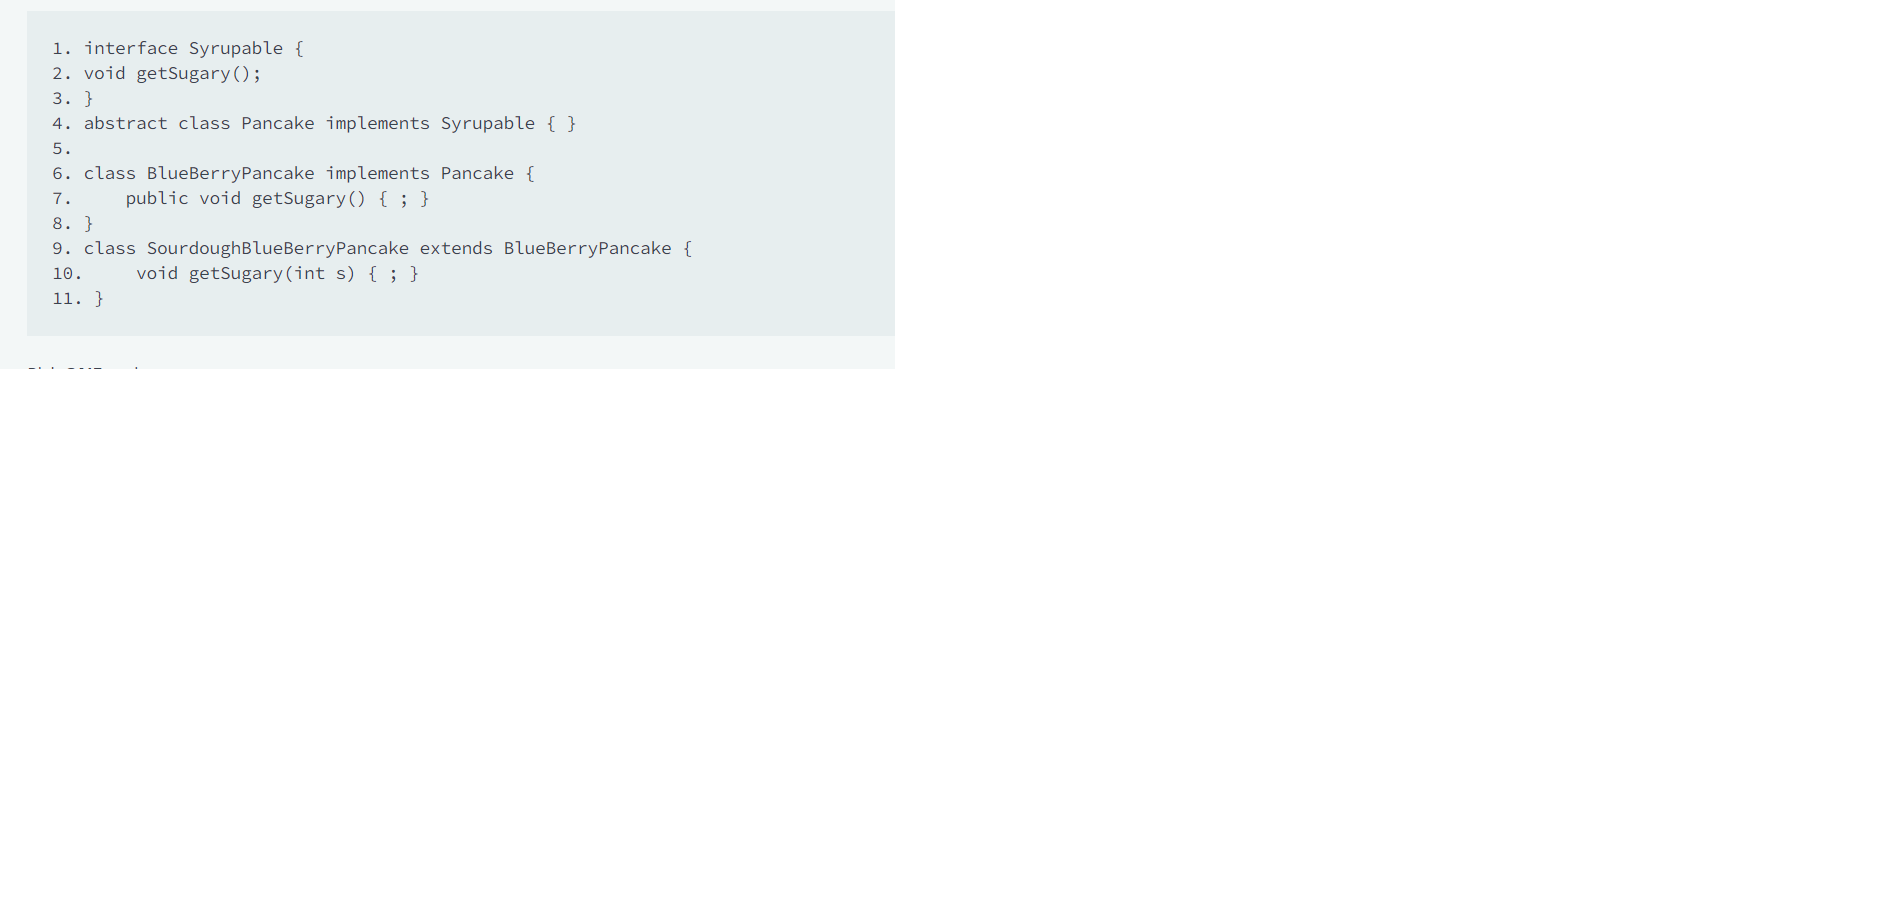 1. interface Syrupable {
2. void getSugary();
3. }
4. abstract class Pancake implements Syrupable { }
5.
6. class BlueBerryPancake implements Pancake {
7.     public void getSugary() { ; }
8. }
9. class SourdoughBlueBerryPancake extends BlueBerryPancake {
10.     void getSugary(int s) { ; }
11. }